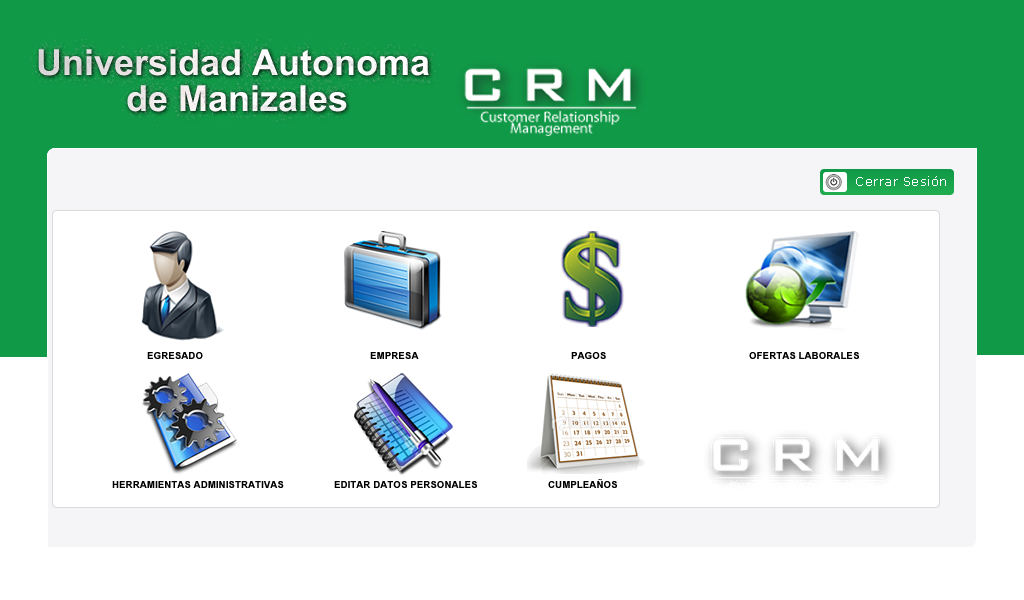 Universidad Autonoma
de Manizales
CRM
Customer Relationship
Management
Cerrar Sesión
EGRESADO
EMPRESA
PAGOS
OFERTAS LABORALES
HERRAMIENTAS ADMINISTRATIVAS
EDITAR DATOS PERSONALES
CUMPLEAÑOS
CRM